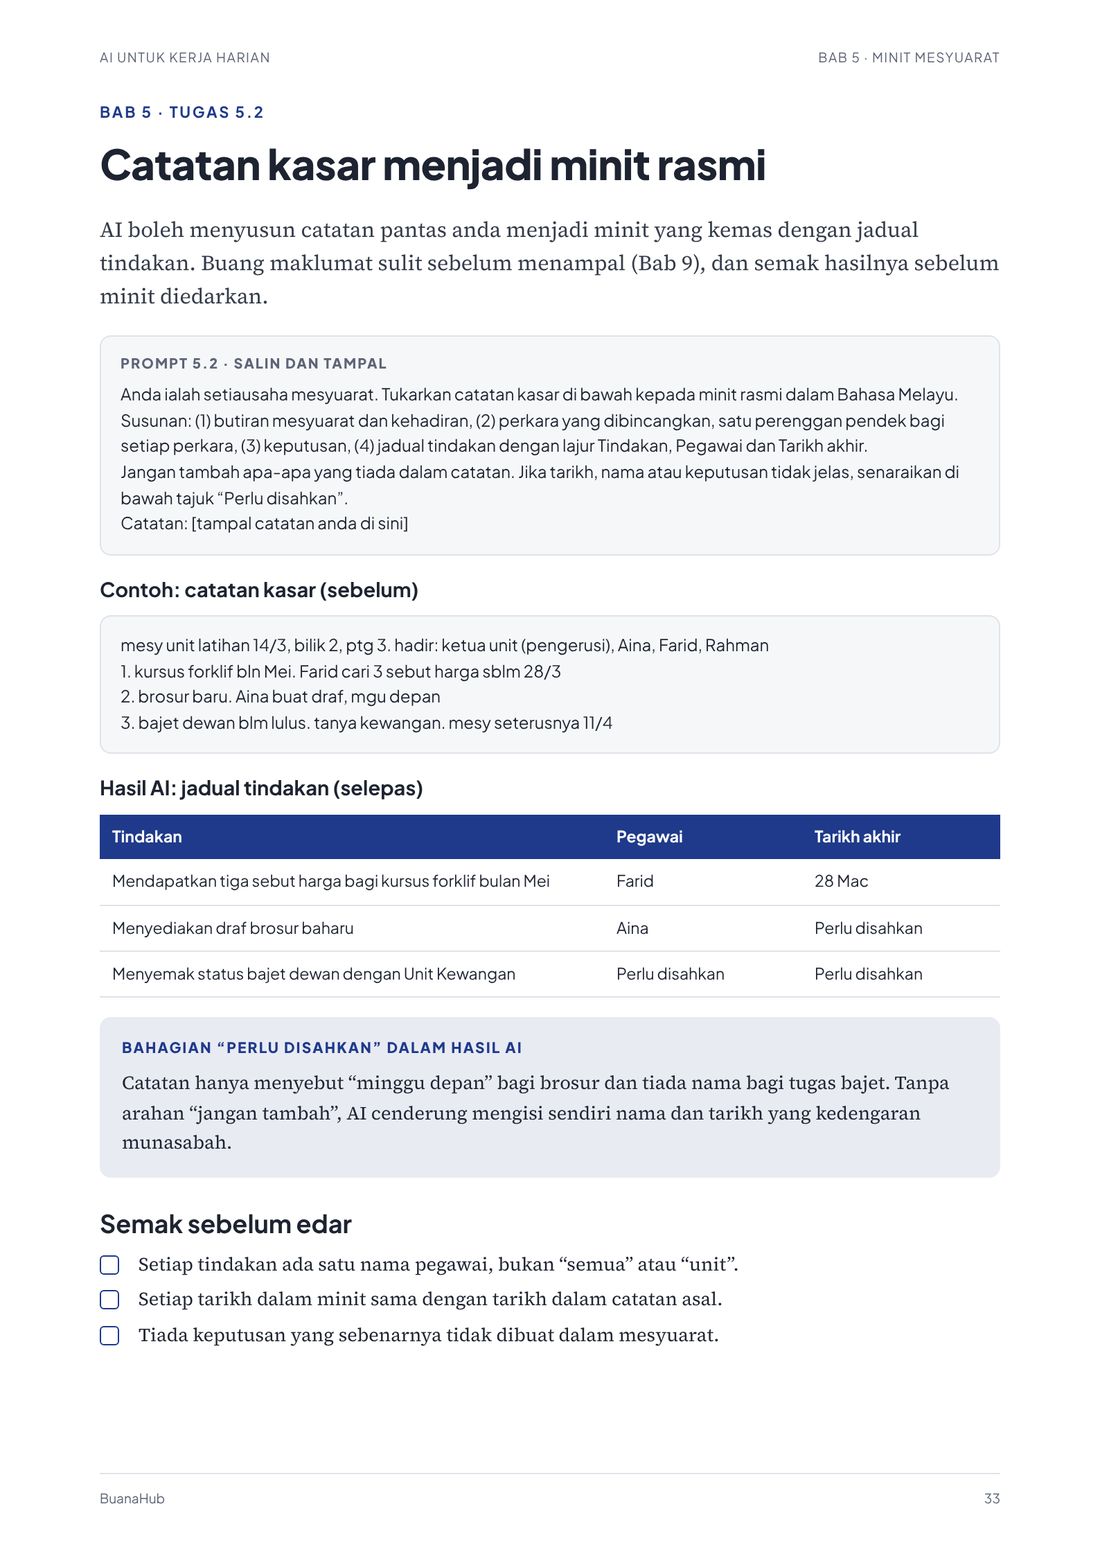 AI UNTUK KERJA HARIAN
BAB 5 · MINIT MESYUARAT
BAB 5 · TUGAS 5.2
Catatan kasar menjadi minit rasmi
AI boleh menyusun catatan pantas anda menjadi minit yang kemas dengan jadual
tindakan. Buang maklumat sulit sebelum menampal (Bab 9), dan semak hasilnya sebelum
minit diedarkan.
PROMPT 5.2 · SALIN DAN TAMPAL
Anda ialah setiausaha mesyuarat. Tukarkan catatan kasar di bawah kepada minit rasmi dalam Bahasa Melayu.
Susunan: (1) butiran mesyuarat dan kehadiran, (2) perkara yang dibincangkan, satu perenggan pendek bagi
setiap perkara, (3) keputusan, (4) jadual tindakan dengan lajur Tindakan, Pegawai dan Tarikh akhir.
Jangan tambah apa-apa yang tiada dalam catatan. Jika tarikh, nama atau keputusan tidak jelas, senaraikan di
bawah tajuk “Perlu disahkan”.
Catatan: [tampal catatan anda di sini]
Contoh: catatan kasar (sebelum)
mesy unit latihan 14/3, bilik 2, ptg 3. hadir: ketua unit (pengerusi), Aina, Farid, Rahman
1. kursus forklif bln Mei. Farid cari 3 sebut harga sblm 28/3
2. brosur baru. Aina buat draf, mgu depan
3. bajet dewan blm lulus. tanya kewangan. mesy seterusnya 11/4
Hasil AI: jadual tindakan (selepas)
Tindakan Pegawai Tarikh akhir
Mendapatkan tiga sebut harga bagi kursus forklif bulan Mei Farid 28 Mac
Menyediakan draf brosur baharu Aina Perlu disahkan
Menyemak status bajet dewan dengan Unit Kewangan Perlu disahkan Perlu disahkan
BAHAGIAN “PERLU DISAHKAN” DALAM HASIL AI
Catatan hanya menyebut “minggu depan” bagi brosur dan tiada nama bagi tugas bajet. Tanpa
arahan “jangan tambah”, AI cenderung mengisi sendiri nama dan tarikh yang kedengaran
munasabah.
Semak sebelum edar
Setiap tindakan ada satu nama pegawai, bukan “semua” atau “unit”.
Setiap tarikh dalam minit sama dengan tarikh dalam catatan asal.
Tiada keputusan yang sebenarnya tidak dibuat dalam mesyuarat.
BuanaHub
33